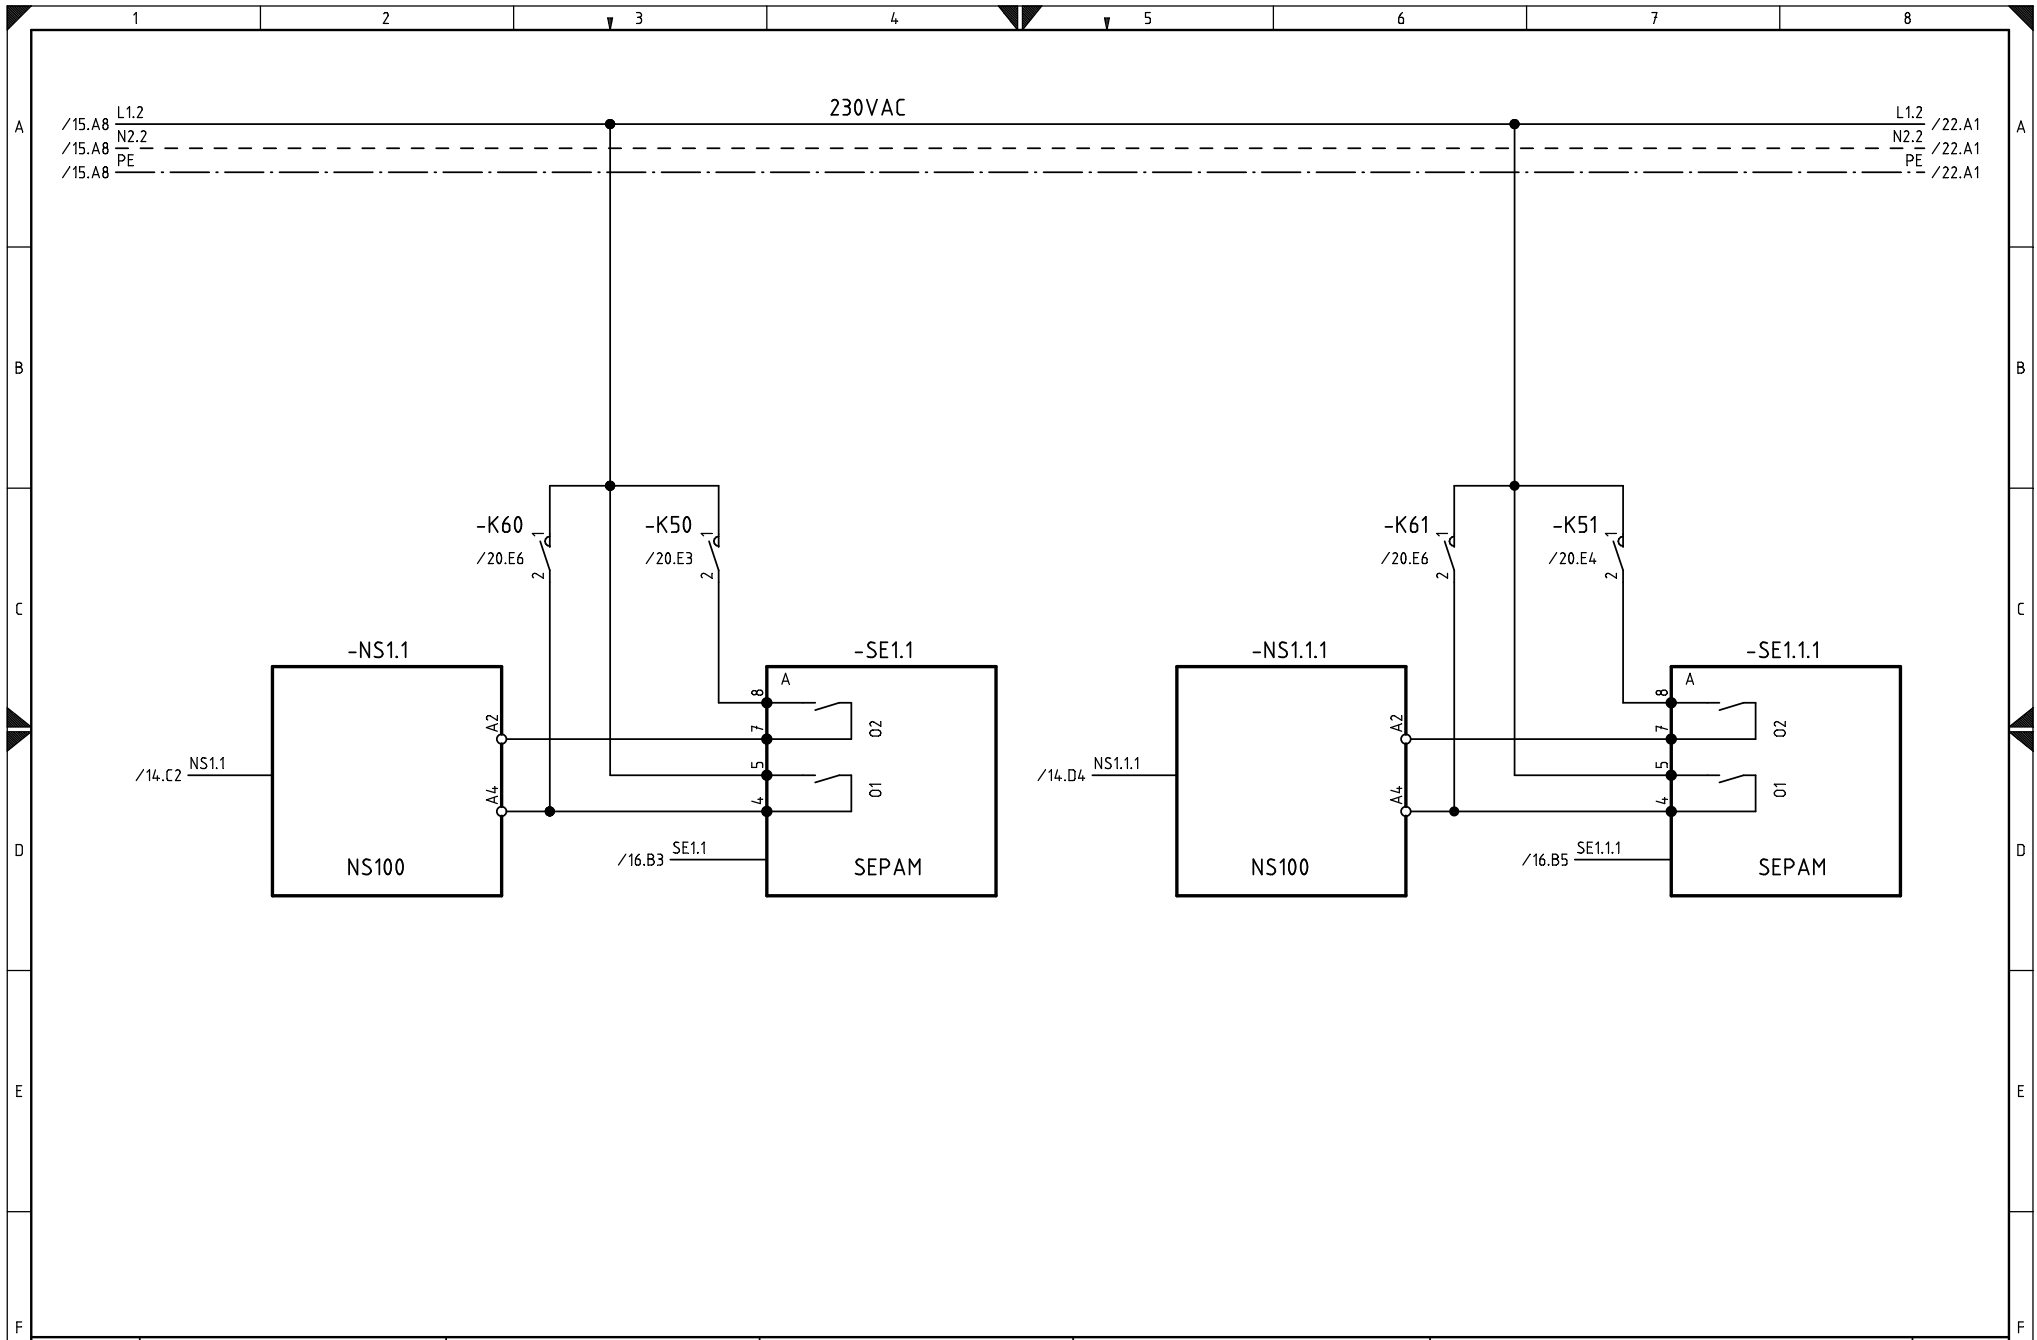 1 2 3 4 5 6 7 8
230VAC
A /15.A8 L1.2 L1.2 /22.A1 A
/15.A8 N2.2 N2.2 /22.A1
/15.A8 PE PE /22.A1
B B
-K60 1 -K50 1 -K61 1 -K51 1
/20.E6 2 /20.E3 2 /20.E6 2 /20.E4 2
C C
-NS1.1 -SE1.1 -NS1.1.1 -SE1.1.1
8 A 8 A
A2 7 O2 A2 7 O2
/14.C2 NS1.1 5 /14.D4 NS1.1.1 5
A4 4 O1 A4 4 O1
D /16.B3 SE1.1 /16.B5 SE1.1.1 D
NS100 SEPAM NS100 SEPAM
E E
F F